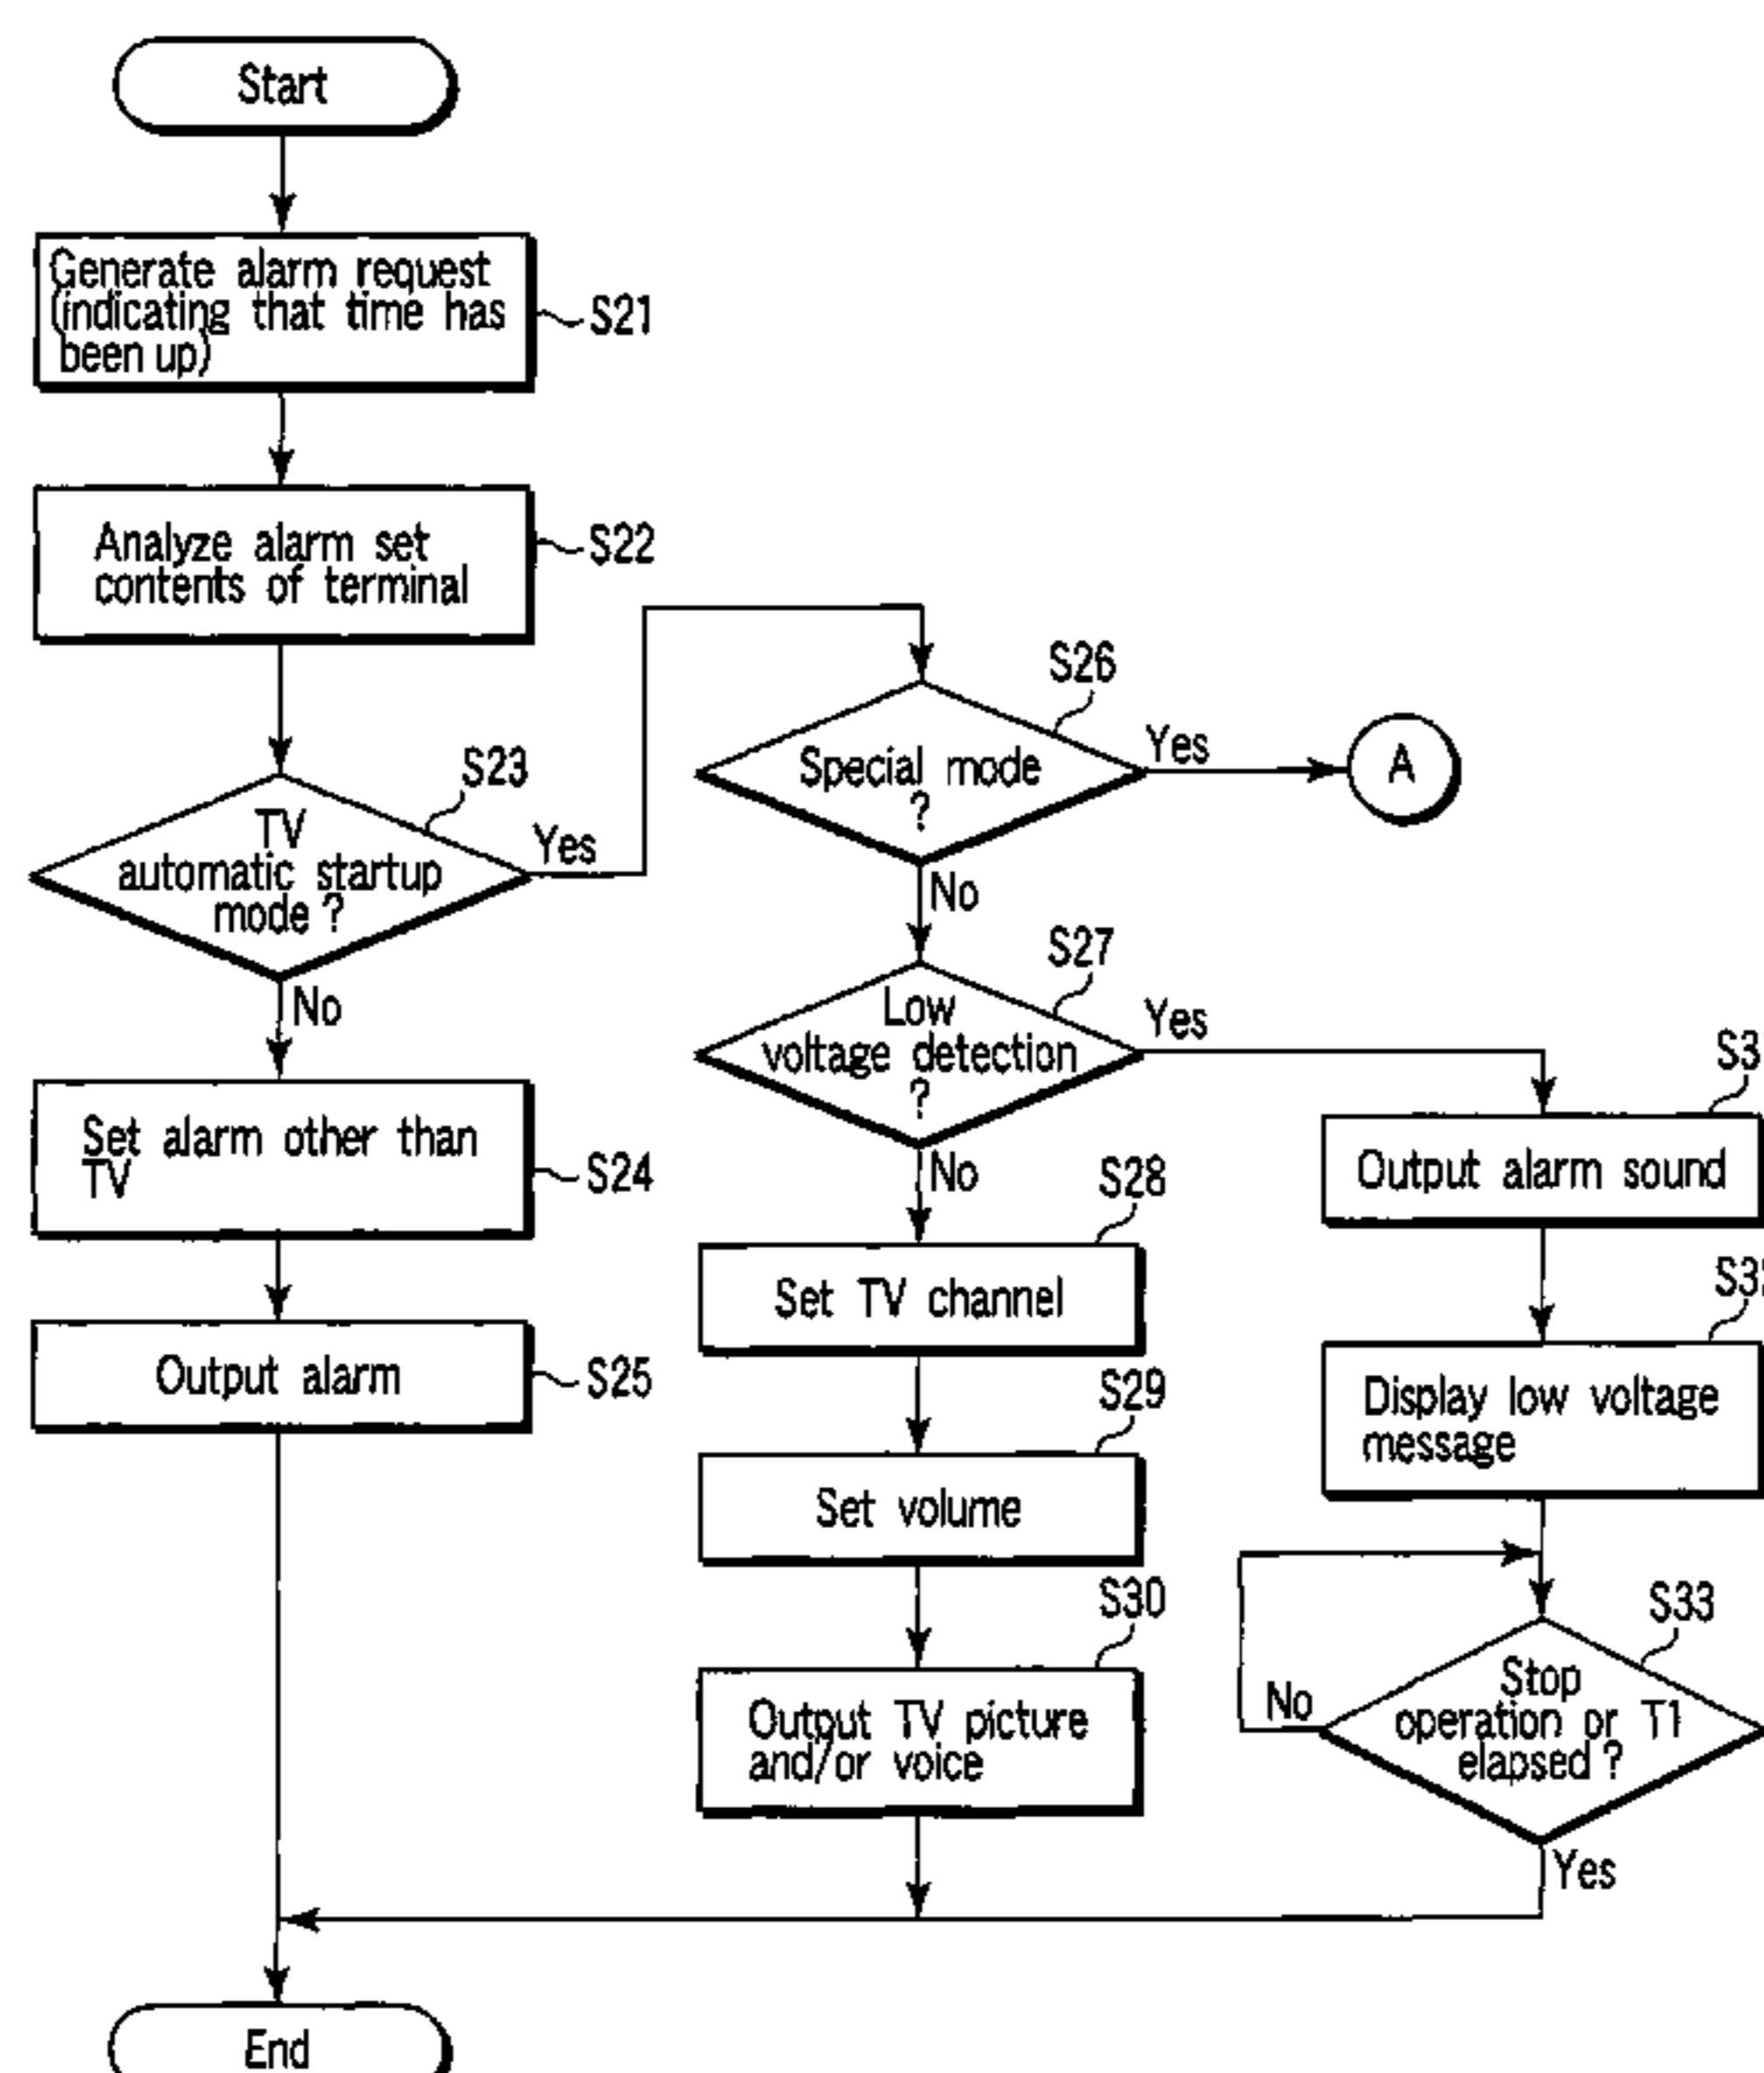 Start
Generate alarm request
(indicating that time has
been up)
S21
Analyze alarm set
contents of terminal
S22
S23
TV
automatic startup
mode ?
Yes
No
Set alarm other than
TV
S24
Output alarm
S25
S26
Special mode
?
Yes
A
No
S27
Low
voltage detection
?
Yes
No
S28
Set TV channel
S29
Set volume
S30
Output TV picture
and/or voice
Output alarm sound
Display low voltage
message
S33
Stop
operation or T1
elapsed ?
No
Yes
End